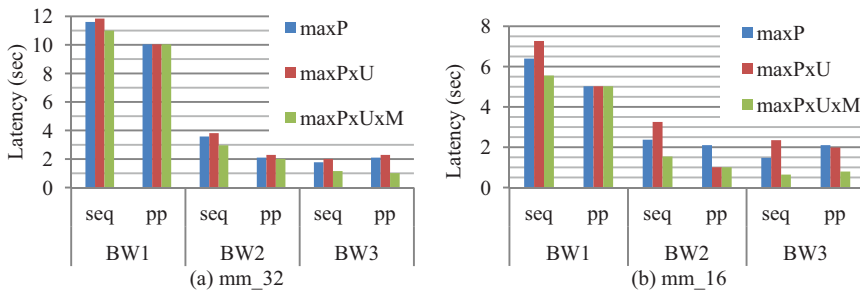 Latency (sec)
12
10
8
6
4
2
0
maxP
maxPxU
maxPxUxM
seq pp seq pp seq pp
BW1 BW2 BW3
(a) mm_32
Latency (sec)
8
6
4
2
0
maxP
maxPxU
maxPxUxM
seq pp seq pp seq pp
BW1 BW2 BW3
(b) mm_16